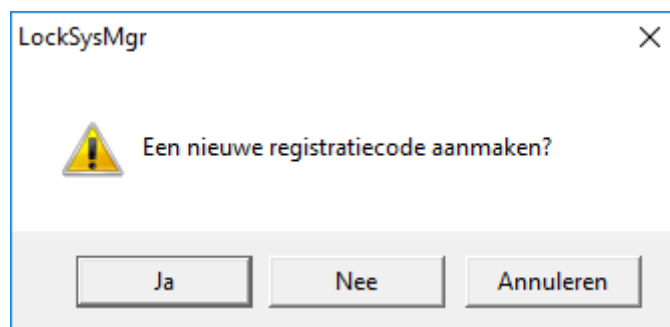 LockSysMgr
Een nieuwe registratiecode aanmaken?
Ja
Nee
Annuleren